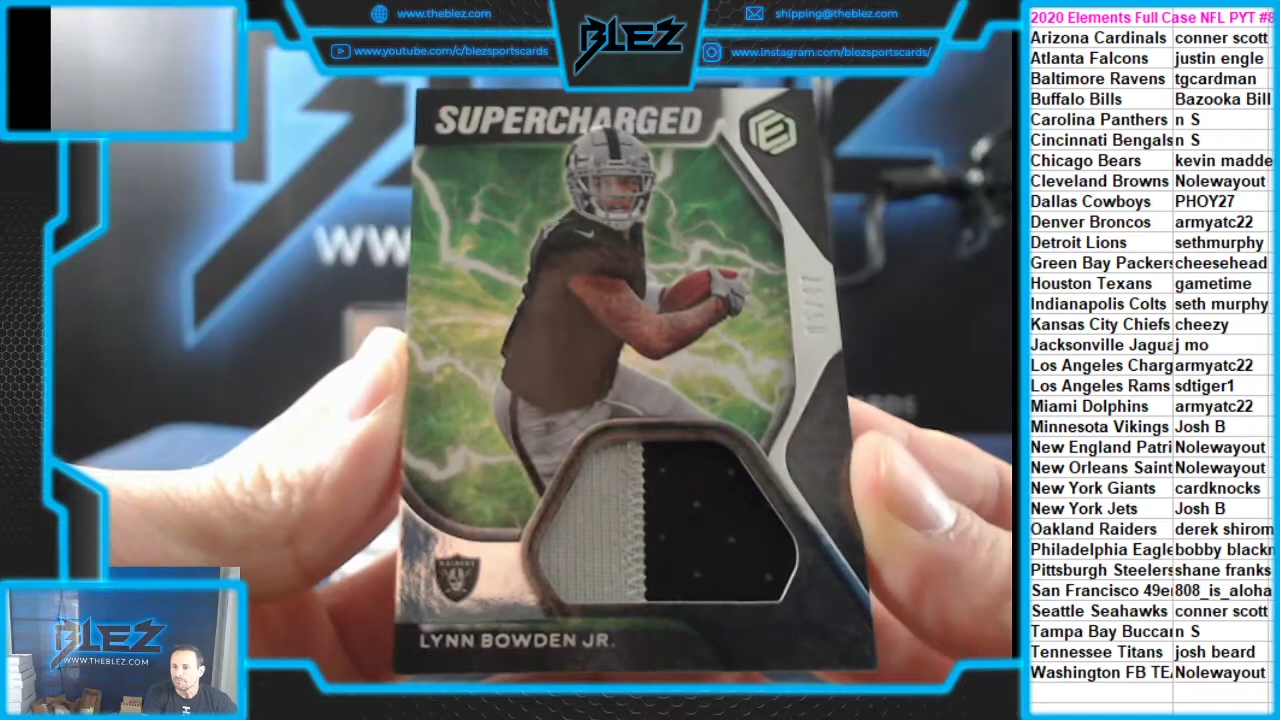 www.theblez.com
BLEZ
shipping@theblez.com
www.youtube.com/c/blezsportscards
www.instagram.com/blezsportscards/
SUPERCHARGED
E
WW
RAIDERS
LYNN BOWDEN JR.
BLEZ
WWW.THEBLEZ.COM
2020 Elements Full Case NFL PYT #8
Arizona Cardinals conner scott
Atlanta Falcons justin engle
Baltimore Ravens tgcardman
Buffalo Bills Bazooka Bill
Carolina Panthers n S
Cincinnati Bengals n S
Chicago Bears kevin madde
Cleveland Browns Nolewayout
Dallas Cowboys PHOY27
Denver Broncos armyatc22
Detroit Lions sethmurphy
Green Bay Packers cheesehead
Houston Texans gametime
Indianapolis Colts seth murphy
Kansas City Chiefs cheezy
Jacksonville Jagua j mo
Los Angeles Charg armyatc22
Los Angeles Rams sdtiger1
Miami Dolphins armyatc22
Minnesota Vikings Josh B
New England Patri Nolewayout
New Orleans Saint Nolewayout
New York Giants cardknocks
New York Jets Josh B
Oakland Raiders derek shirom
Philadelphia Eagle bobby blackn
Pittsburgh Steelers shane franks
San Francisco 49e 808_is_aloha
Seattle Seahawks conner scott
Tampa Bay Buccan n S
Tennessee Titans josh beard
Washington FB TEA Nolewayout